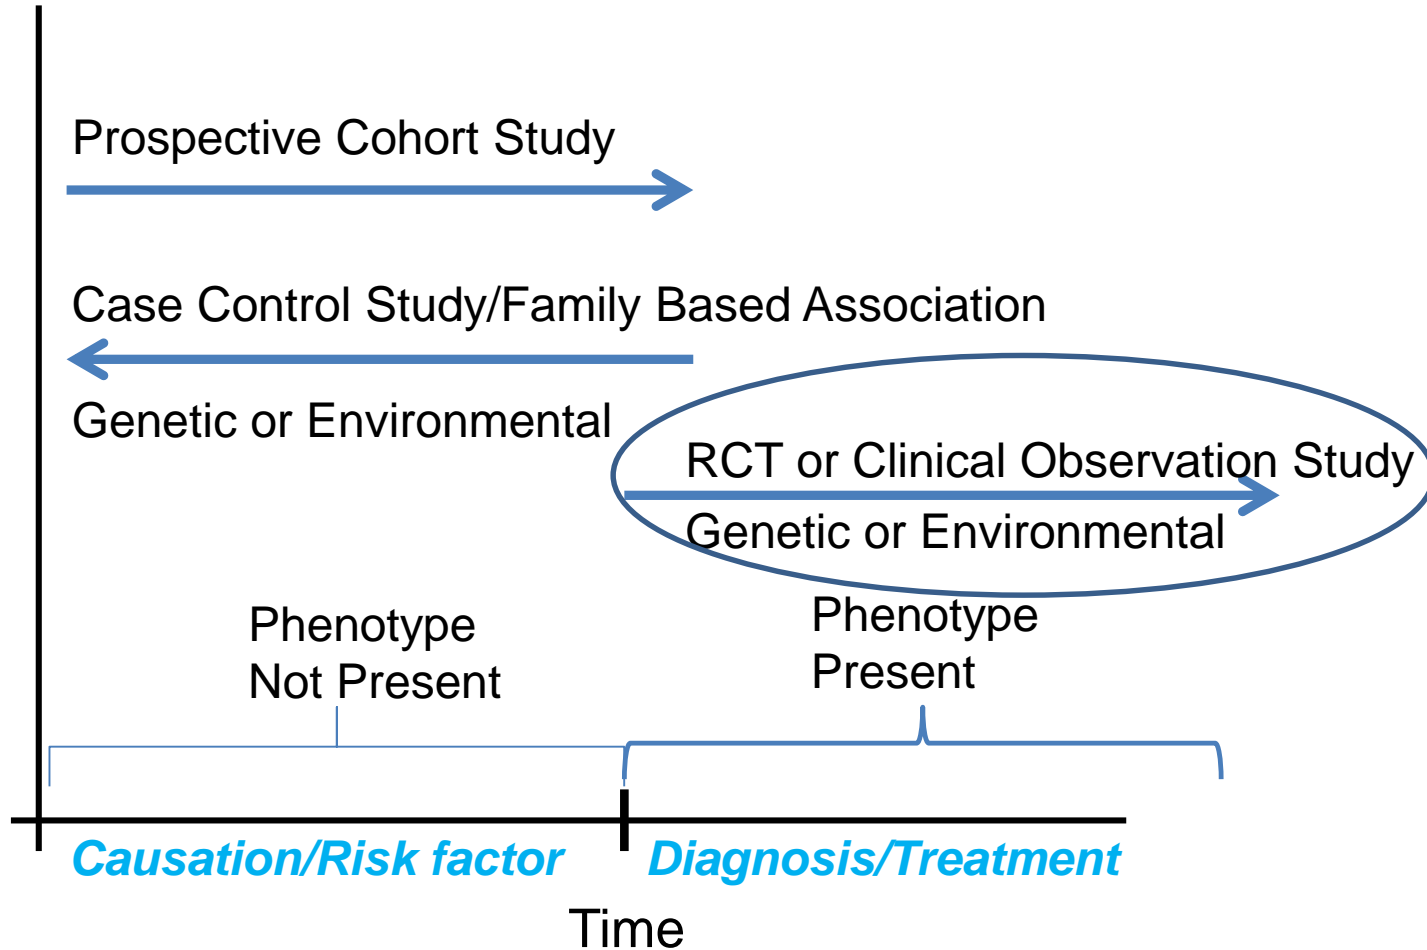 Prospective Cohort Study
Case Control Study/Family Based Association
Genetic or Environmental
RCT or Clinical Observation Study
Genetic or Environmental
Phenotype
Not Present
Phenotype
Present
Causation/Risk factor
Diagnosis/Treatment
Time